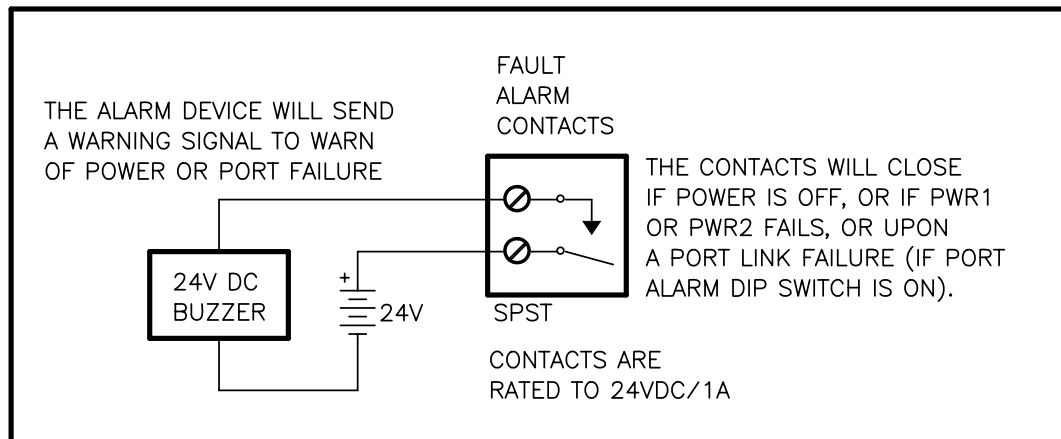 THE ALARM DEVICE WILL SEND
A WARNING SIGNAL TO WARN
OF POWER OR PORT FAILURE
FAULT
ALARM
CONTACTS
THE CONTACTS WILL CLOSE
IF POWER IS OFF, OR IF PWR1
OR PWR2 FAILS, OR UPON
A PORT LINK FAILURE (IF PORT
ALARM DIP SWITCH IS ON).
24V DC
BUZZER
+
24V
SPST
CONTACTS ARE
RATED TO 24VDC/1A